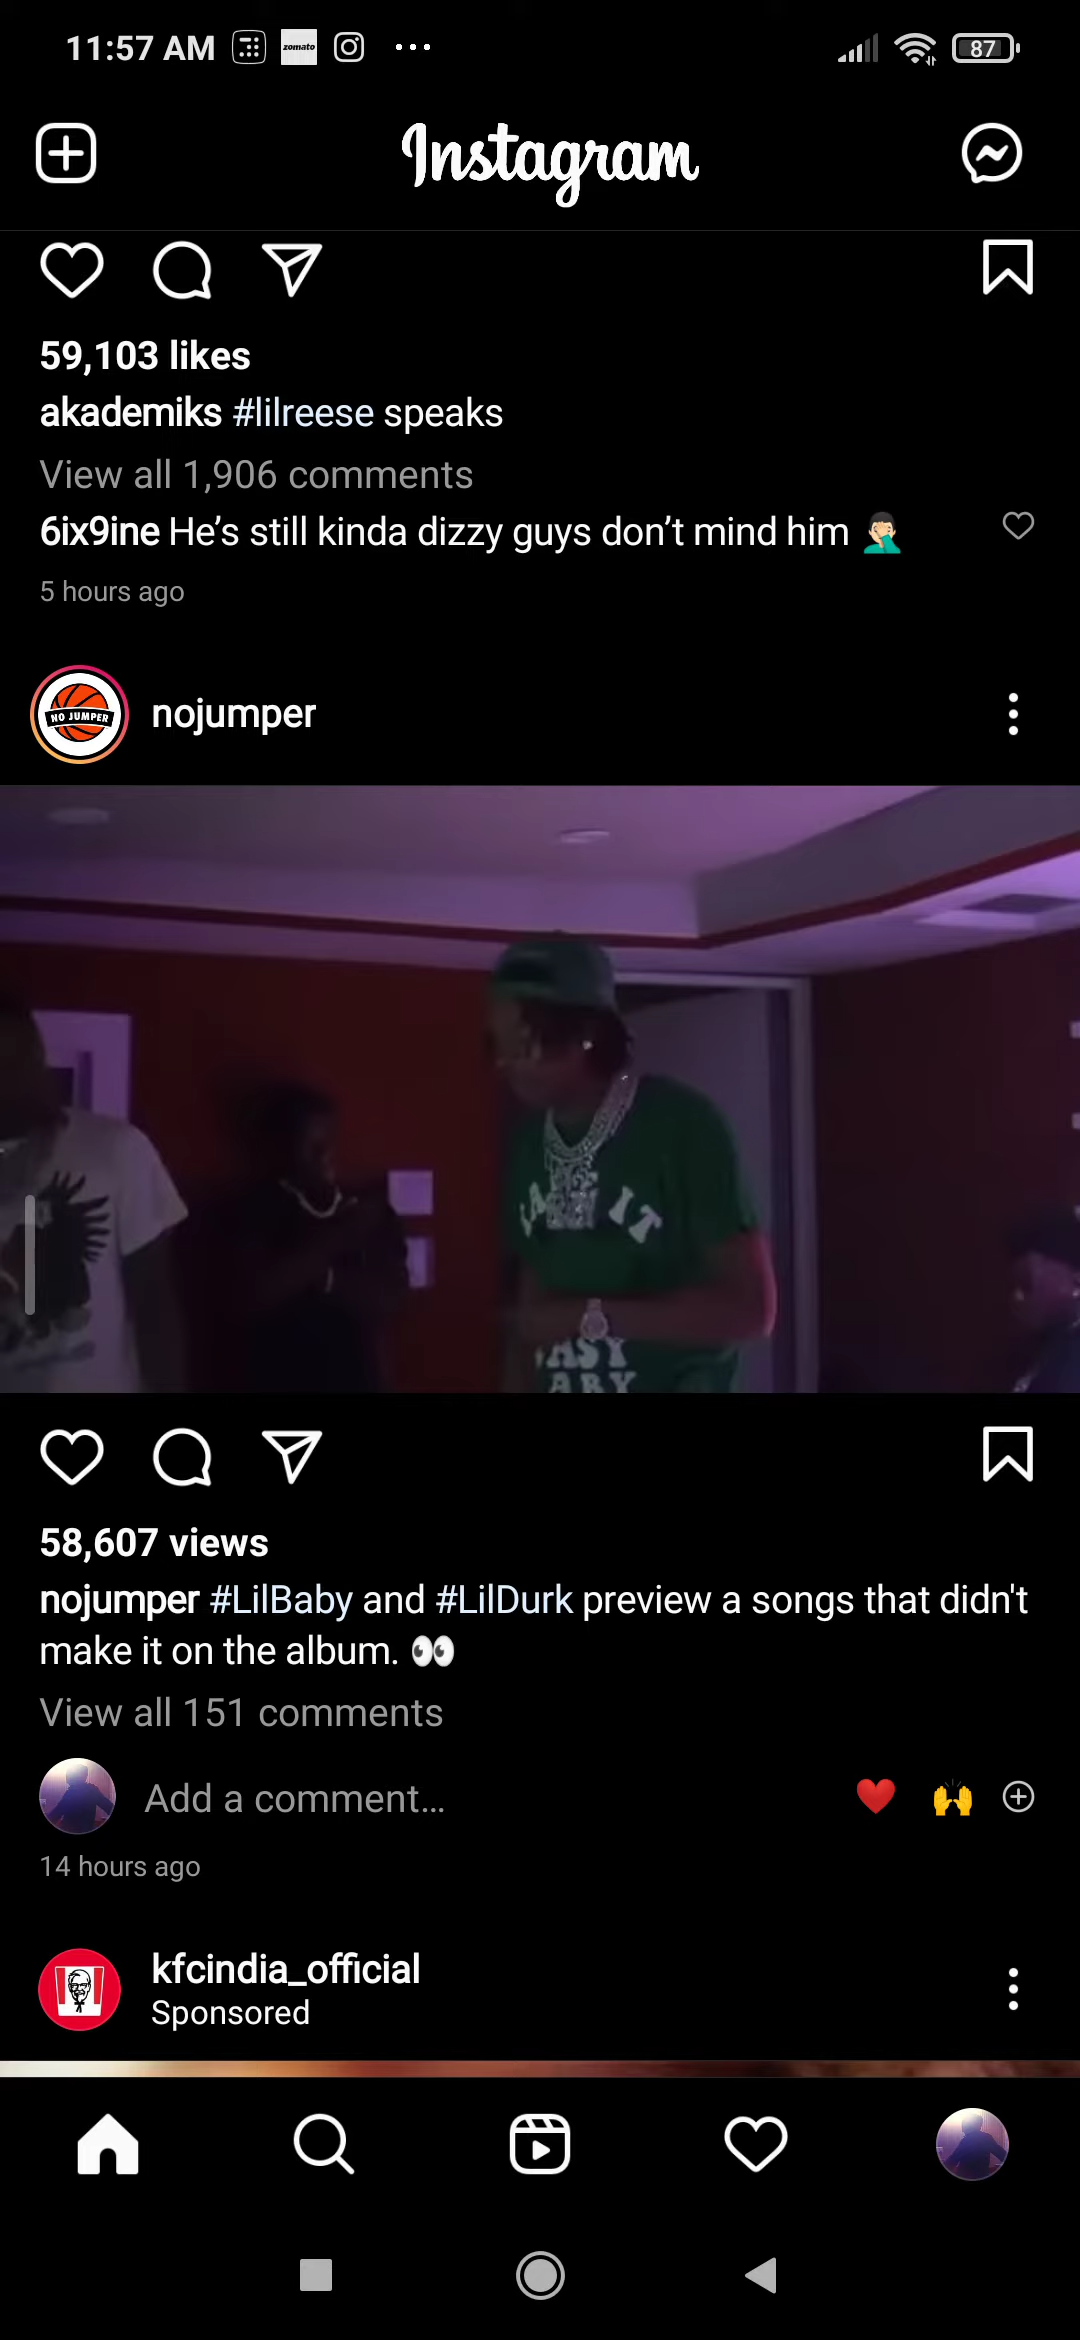 11:57 AM zomato 87
Instagram
59,103 likes
akademiks #lilreese speaks
View all 1,906 comments
6ix9ine He’s still kinda dizzy guys don’t mind him 🤦🏻‍♂️
5 hours ago
NO JUMPER
nojumper
IT
ASY
58,607 views
nojumper #LilBaby and #LilDurk preview a songs that didn't
make it on the album. 👀
View all 151 comments
Add a comment...
14 hours ago
kfcindia_official
Sponsored